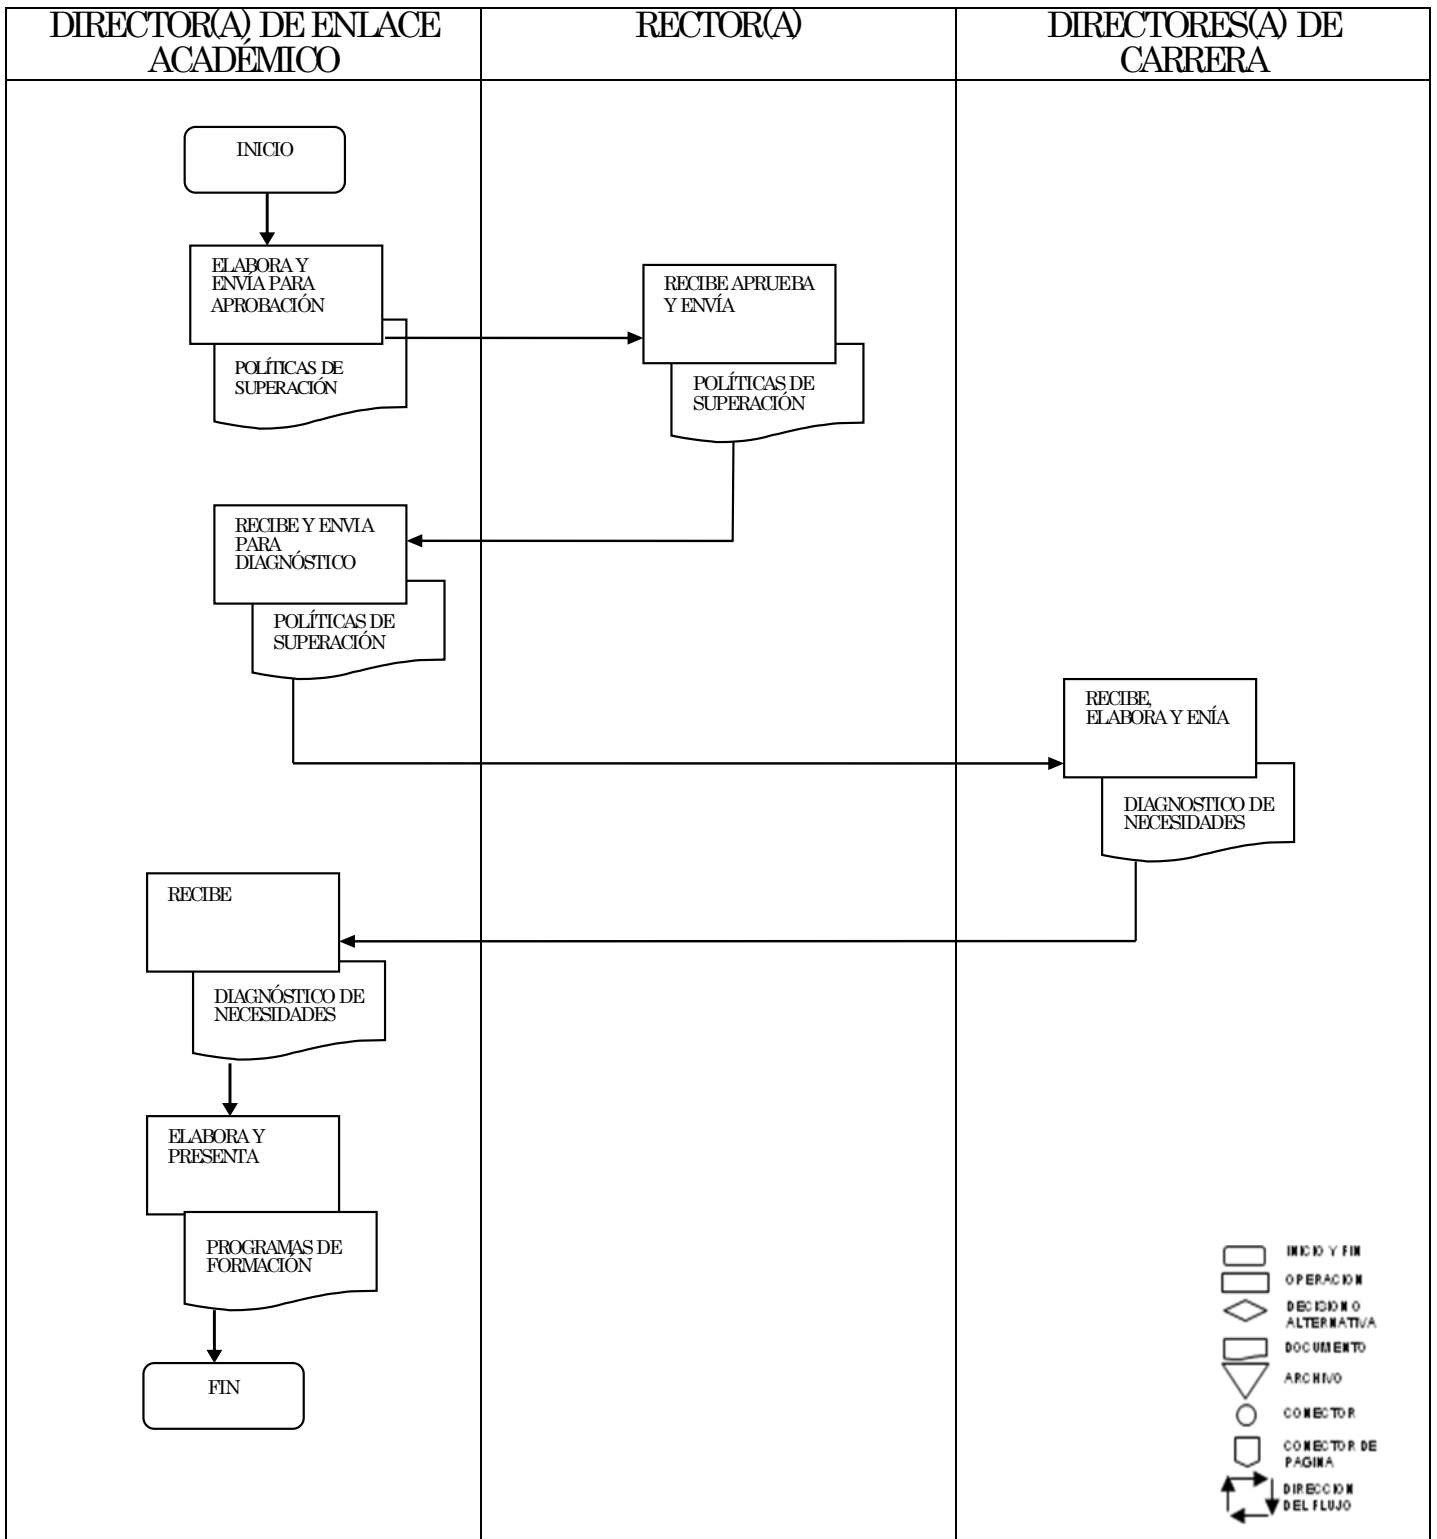 DIRECTOR(A) DE ENLACE
ACADÉMICO
RECTOR(A)
DIRECTORES(A) DE
CARRERA
INICIO
ELABORA Y
ENVÍA PARA
APROBACIÓN
POLÍTICAS DE
SUPERACIÓN
RECIBE APRUEBA
Y ENVÍA
POLÍTICAS DE
SUPERACIÓN
RECIBE Y ENVIA
PARA
DIAGNÓSTICO
POLÍTICAS DE
SUPERACIÓN
RECIBE,
ELABORA Y ENÍA
DIAGNOSTICO DE
NECESIDADES
RECIBE
DIAGNÓSTICO DE
NECESIDADES
ELABORA Y
PRESENTA
PROGRAMAS DE
FORMACIÓN
FIN
INICIO Y FIN
OPERACION
DECISION O
ALTERNATIVA
DOCUMENTO
ARCHIVO
CONECTOR
CONECTOR DE
PAGINA
DIRECCION
DEL FLUJO